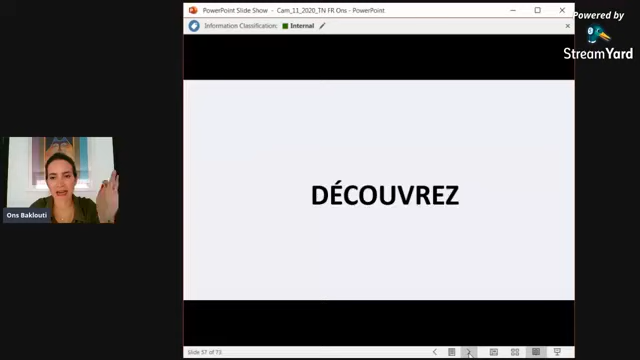 PowerPoint Slide Show - Cam_11_2020_TN FR Ons - PowerPoint
Information Classification: Internal
Powered by
StreamYard
DÉCOUVREZ
Ons Baklouti
Slide 57 of 73